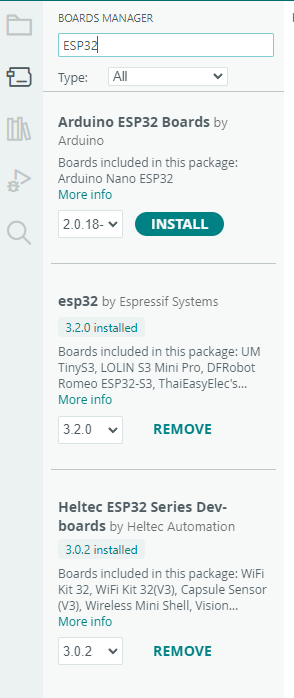 BOARDS MANAGER
ESP32
Type: All
Arduino ESP32 Boards by
Arduino
Boards included in this package:
Arduino Nano ESP32
More info
2.0.18-
INSTALL
esp32 by Espressif Systems
3.2.0 installed
Boards included in this package: UM
TinyS3, LOLIN S3 Mini Pro, DFRobot
Romeo ESP32-S3, ThaiEasyElec's...
More info
3.2.0
REMOVE
Heltec ESP32 Series Dev-
boards by Heltec Automation
3.0.2 installed
Boards included in this package: WiFi
Kit 32, WiFi Kit 32(V3), Capsule Sensor
(V3), Wireless Mini Shell, Vision...
More info
3.0.2
REMOVE